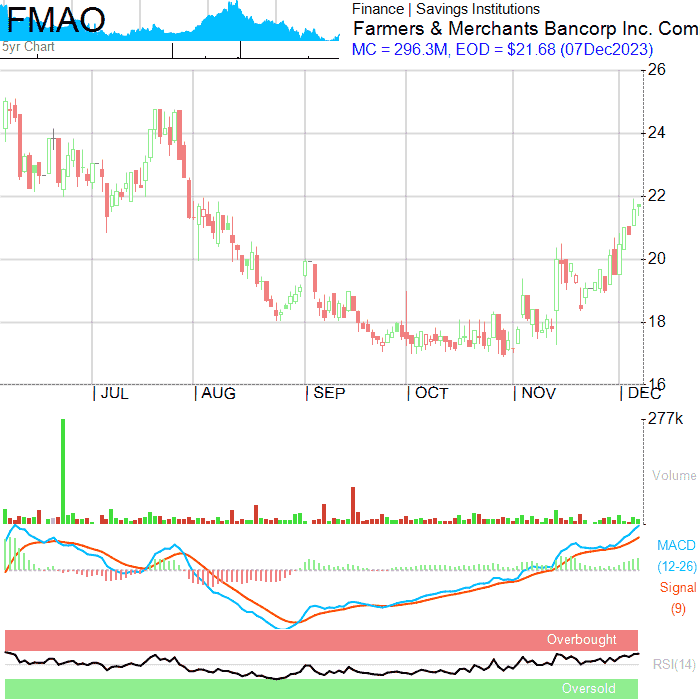 FMAO
5yr Chart
Finance | Savings Institutions
Farmers & Merchants Bancorp Inc. Com
MC = 296.3M, EOD = $21.68 (07Dec2023)
26
24
22
20
18
16
JUL
AUG
SEP
OCT
NOV
DEC
277k
Volume
MACD
(12-26)
Signal
(9)
Overbought
RSI(14)
Oversold